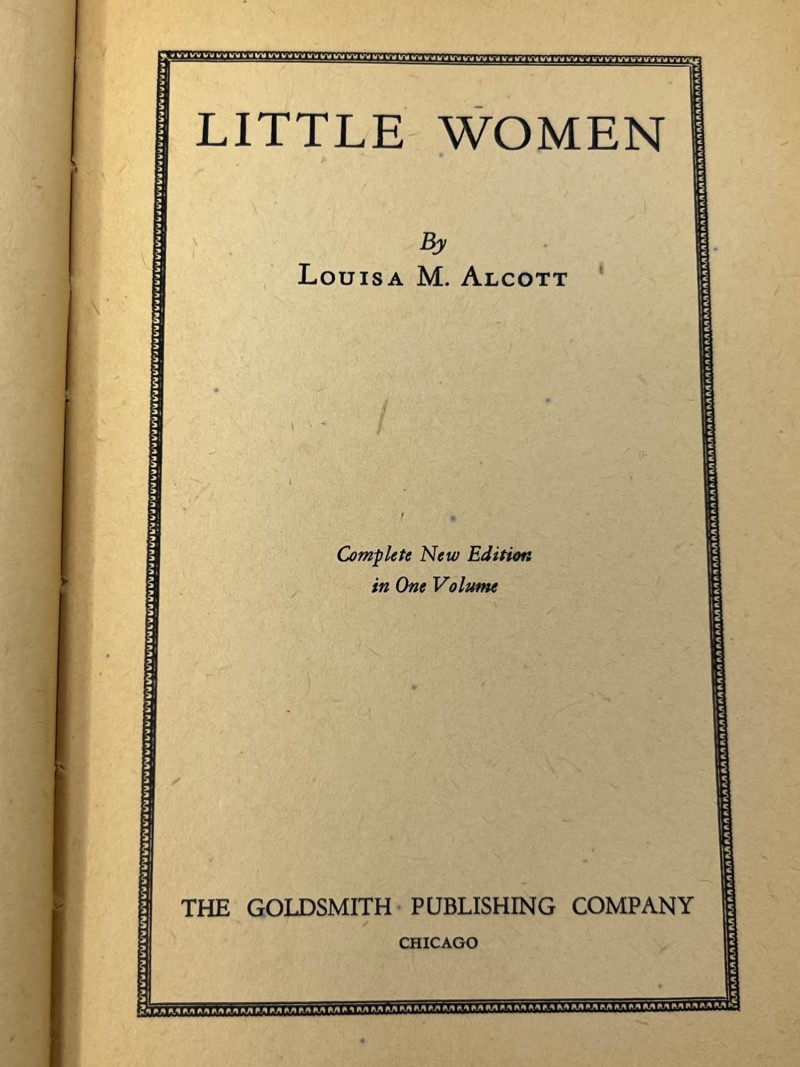 LITTLE WOMEN
By
LOUISA M. ALCOTT
Complete New Edition
in One Volume
THE GOLDSMITH PUBLISHING COMPANY
CHICAGO